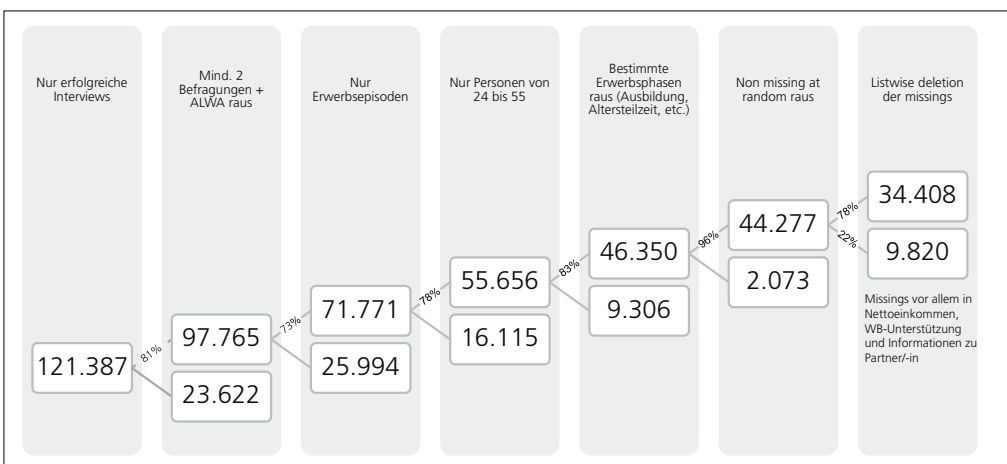 Nur erfolgreiche
Interviews
Mind. 2
Befragungen +
ALWA raus
Nur
Erwerbsepisoden
Nur Personen von
24 bis 55
Bestimmte
Erwerbsphasen
raus (Ausbildung,
Altersteilzeit, etc.)
Non missing at
random raus
Listwise deletion
der missings
121.387
81%
97.765
23.622
73%
71.771
25.994
78%
55.656
16.115
83%
46.350
9.306
96%
44.277
2.073
78%
22%
34.408
9.820
Missings vor allem in
Nettoeinkommen,
WB-Unterstützung
und Informationen zu
Partner/-in